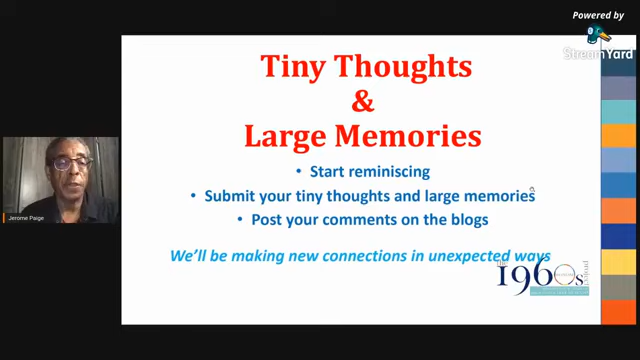 Powered by
StreamYard
Tiny Thoughts
&
Large Memories
• Start reminiscing
• Submit your tiny thoughts and large memories
• Post your comments on the blogs
We'll be making new connections in unexpected ways
The
1960s
Jerome Paige